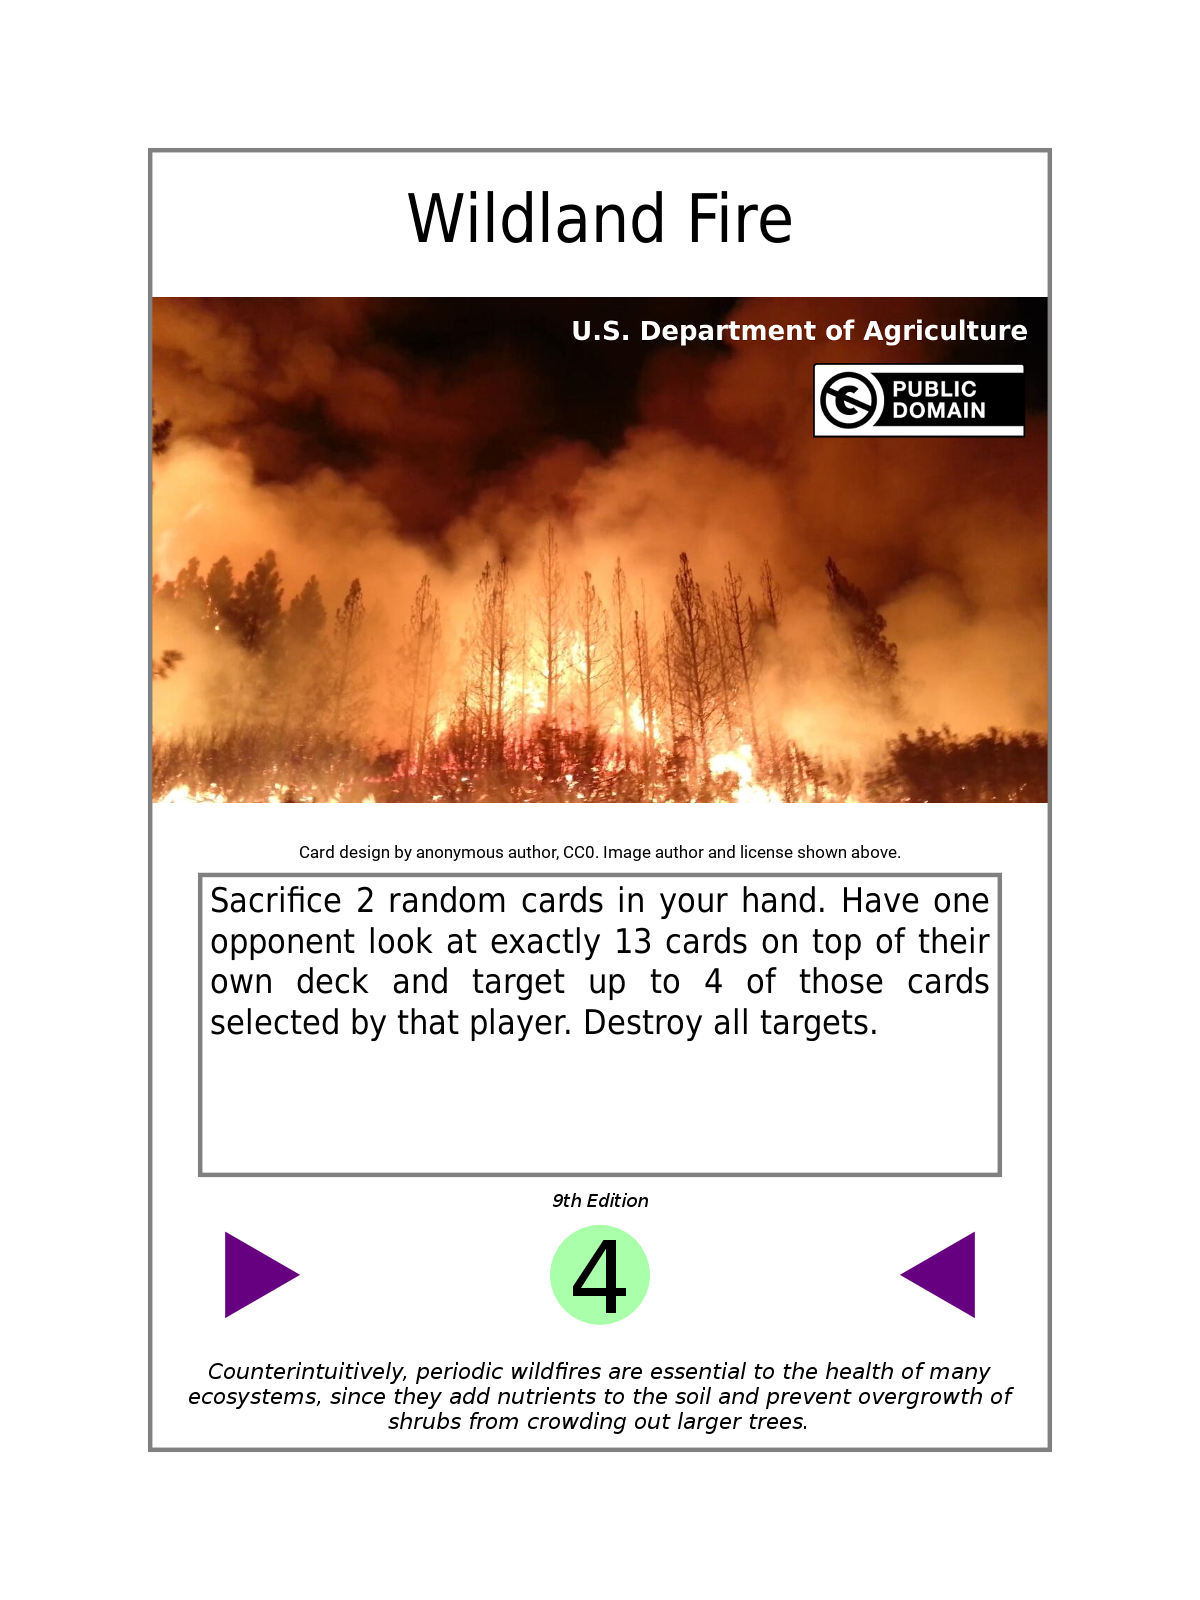 Wildland Fire
U.S. Department of Agriculture
PUBLIC
DOMAIN
Card design by anonymous author, CC0. Image author and license shown above.
Sacrifice 2 random cards in your hand. Have one
opponent look at exactly 13 cards on top of their
own deck and target up to 4 of those cards
selected by that player. Destroy all targets.
9th Edition
4
Counterintuitively, periodic wildfires are essential to the health of many
ecosystems, since they add nutrients to the soil and prevent overgrowth of
shrubs from crowding out larger trees.